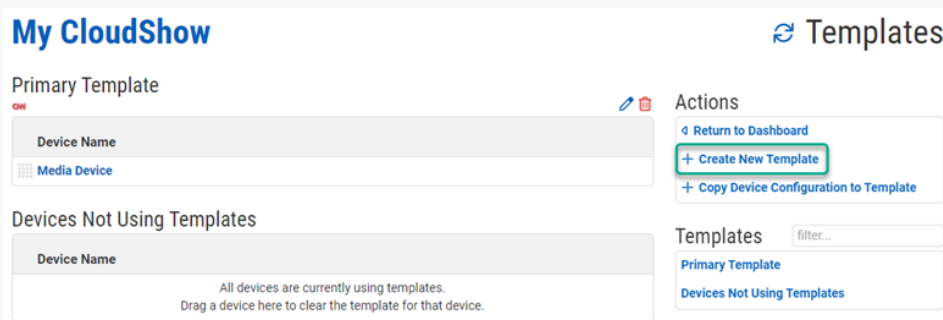 My CloudShow
Templates
Primary Template
CNN
Device Name
Media Device
Devices Not Using Templates
Device Name
All devices are currently using templates.
Drag a device here to clear the template for that device.
Actions
Return to Dashboard
+ Create New Template
+ Copy Device Configuration to Template
Templates
filter...
Primary Template
Devices Not Using Templates